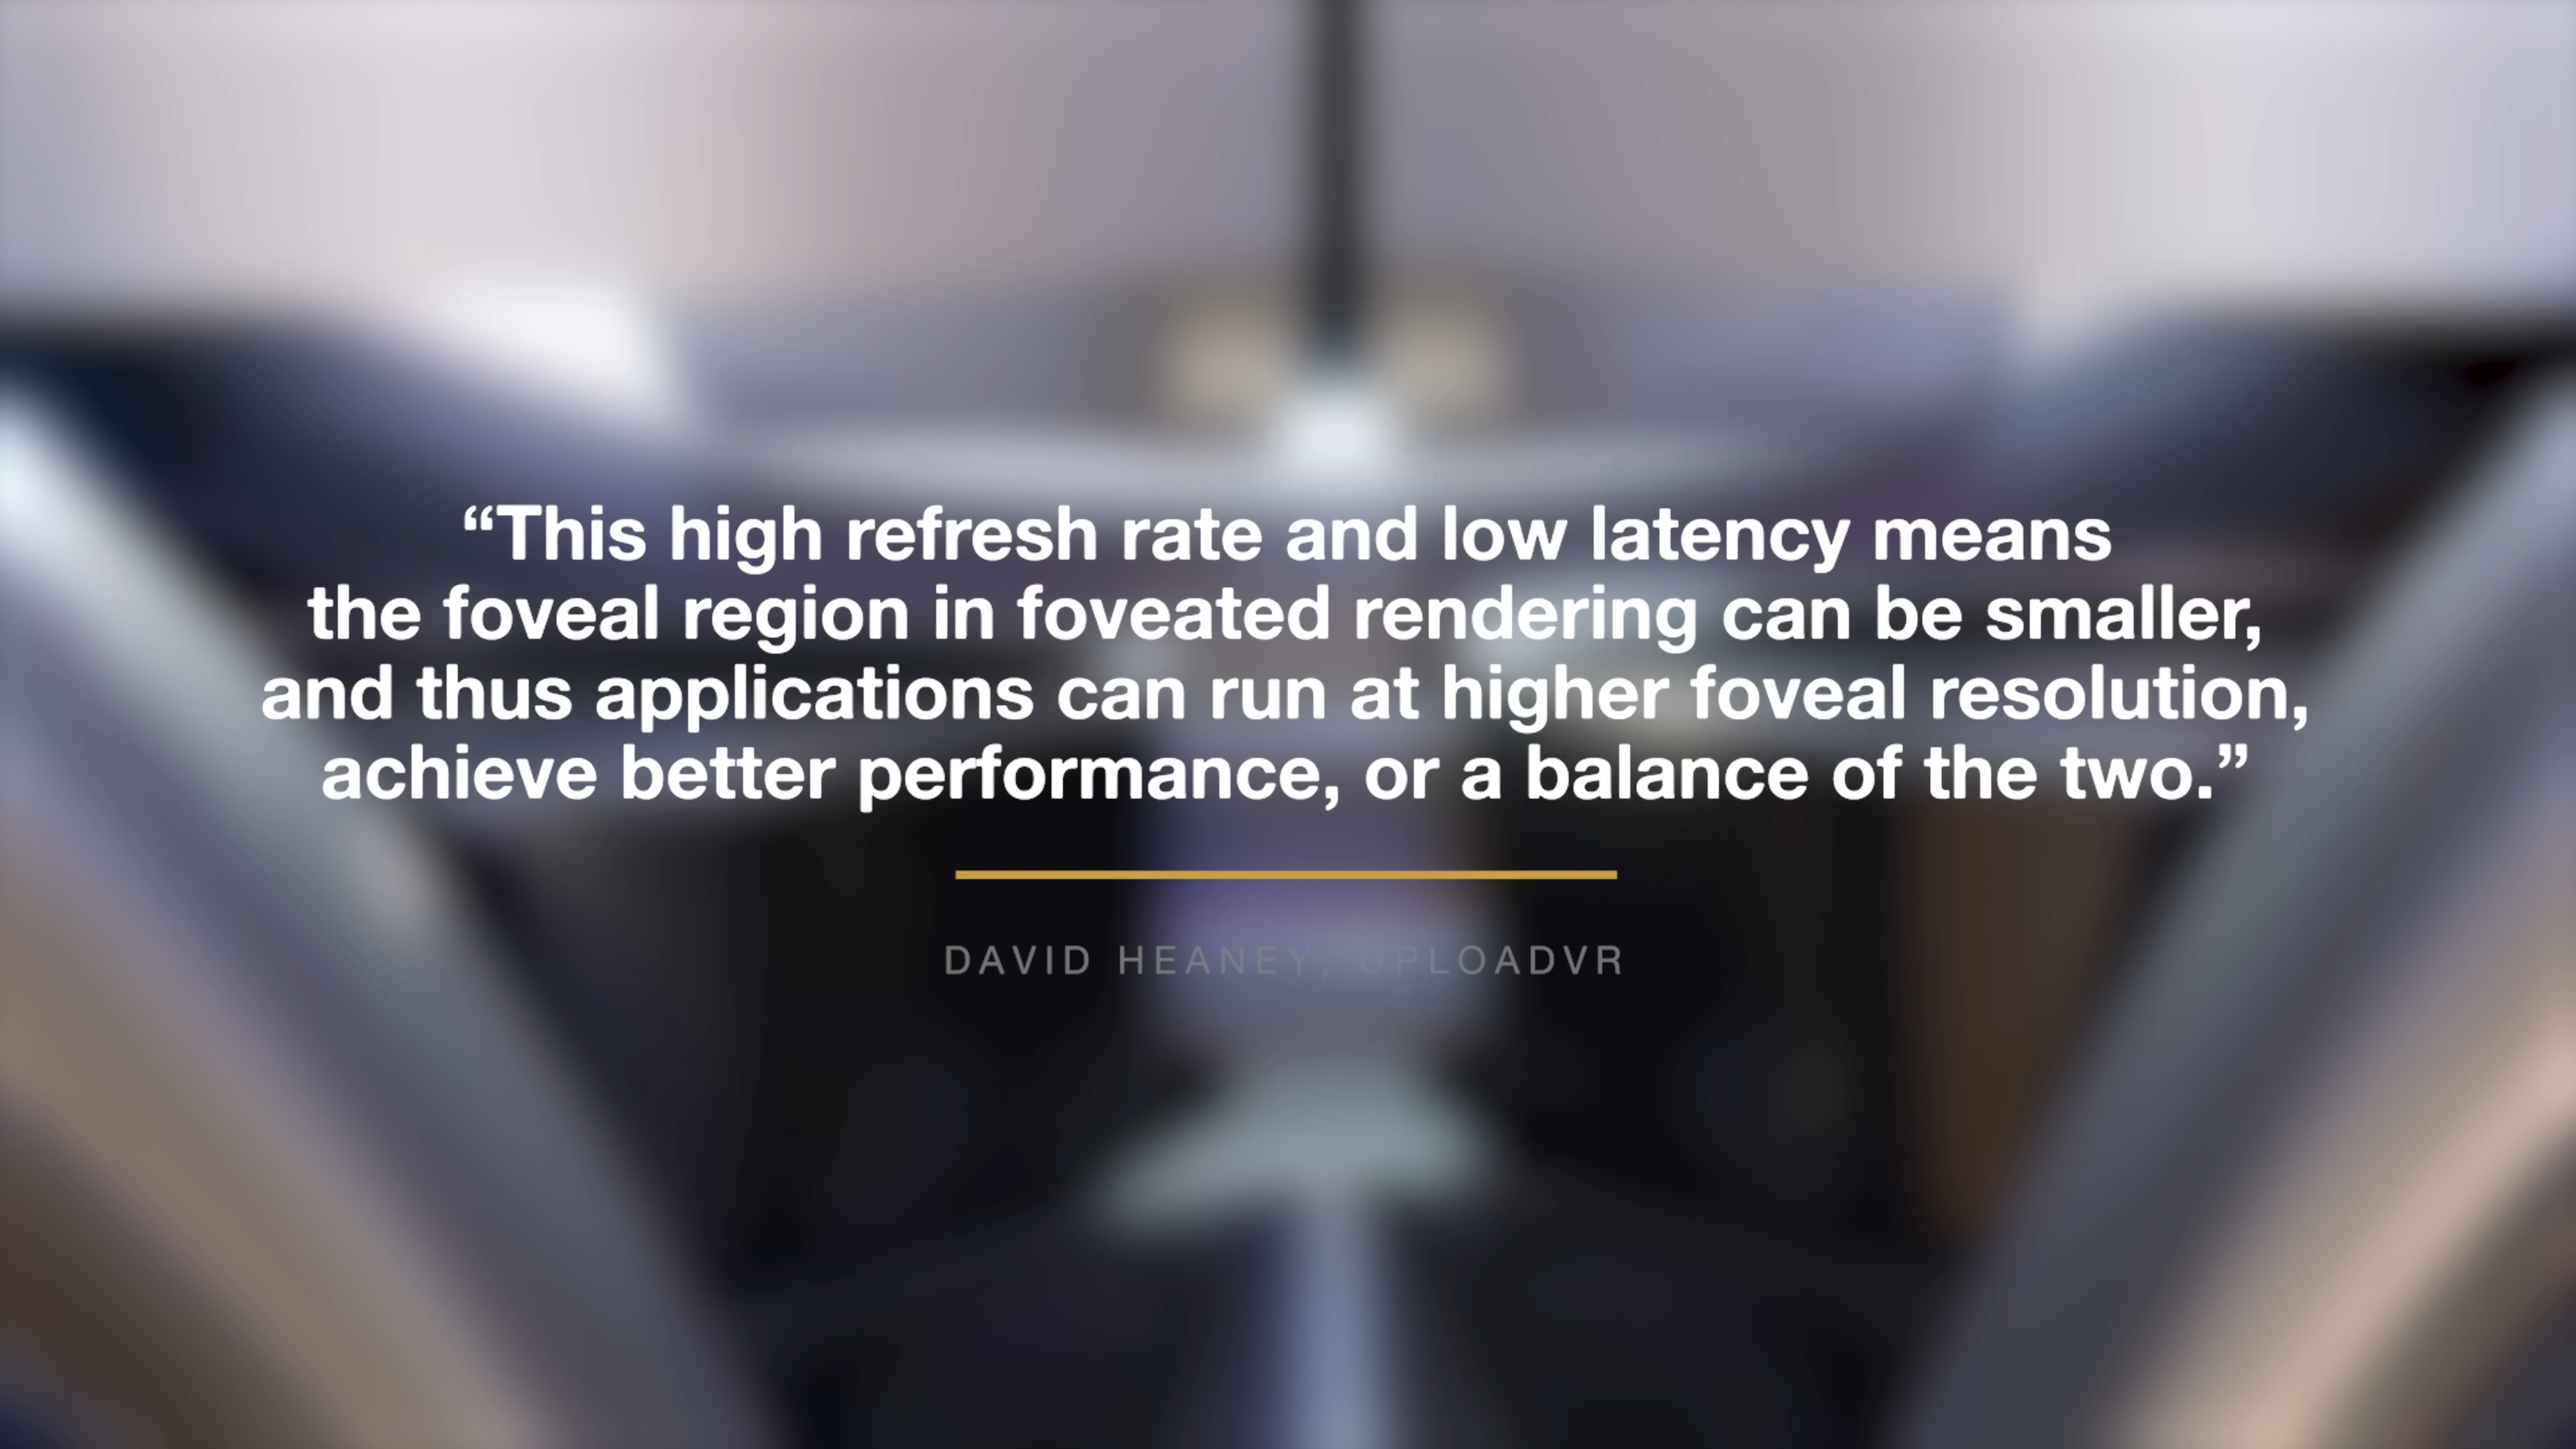 “This high refresh rate and low latency means
the foveal region in foveated rendering can be smaller,
and thus applications can run at higher foveal resolution,
achieve better performance, or a balance of the two.”
DAVID HEANEY, UPLOADVR